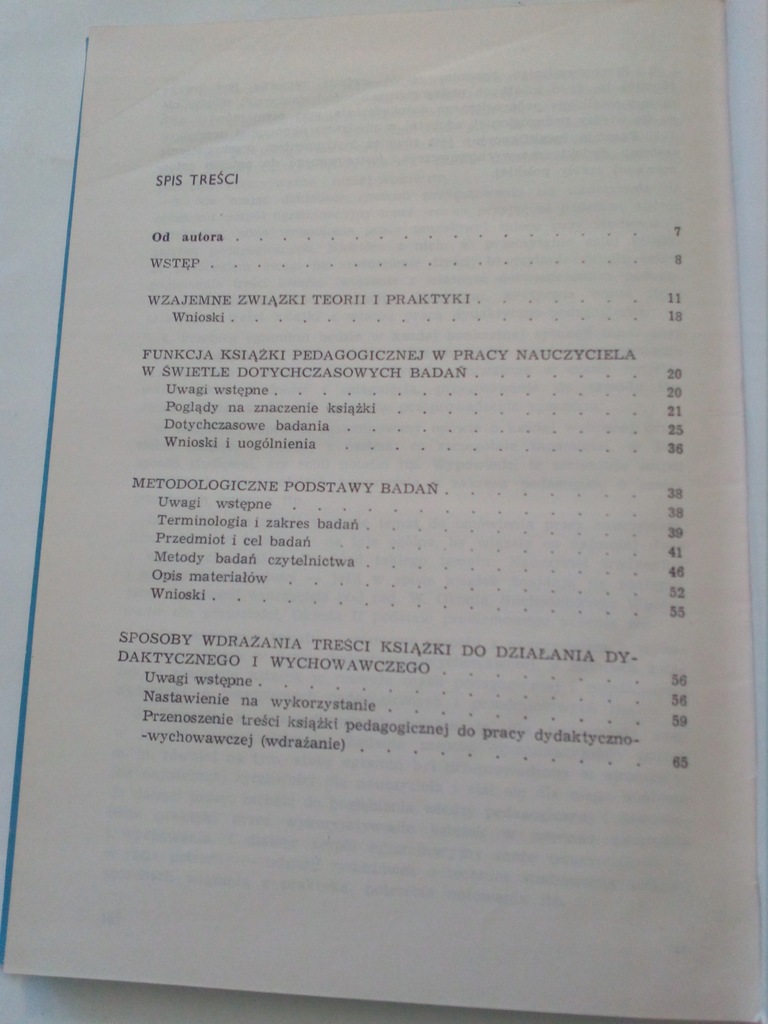 SPIS TREŚCI
Od autora . . . . . . . . . . . . . . . . . 7
WSTĘP . . . . . . . . . . . . . . . . . . 8
WZAJEMNE ZWIĄZKI TEORII I PRAKTYKI . . . . . . . 11
Wnioski . . . . . . . . . . . . . . . . . 18
FUNKCJA KSIĄŻKI PEDAGOGICZNEJ W PRACY NAUCZYCIELA
W ŚWIETLE DOTYCHCZASOWYCH BADAŃ . . . . . . . 20
Uwagi wstępne . . . . . . . . . . . . . . . 20
Poglądy na znaczenie książki . . . . . . . . . . 21
Dotychczasowe badania . . . . . . . . . . . . 25
Wnioski i uogólnienia . . . . . . . . . . . . 36
METODOLOGICZNE PODSTAWY BADAŃ . . . . . . . . 38
Uwagi wstępne . . . . . . . . . . . . . . 38
Terminologia i zakres badań . . . . . . . . . . . 39
Przedmiot i cel badań . . . . . . . . . . . . 41
Metody badań czytelnictwa . . . . . . . . . . . 46
Opis materiałów . . . . . . . . . . . . . . 52
Wnioski . . . . . . . . . . . . . . . . . 55
SPOSOBY WDRAŻANIA TREŚCI KSIĄŻKI DO DZIAŁANIA DY-
DAKTYCZNEGO I WYCHOWAWCZEGO . . . . . . . . 56
Uwagi wstępne . . . . . . . . . . . . . . . 56
Nastawienie na wykorzystanie . . . . . . . . . . 59
Przenoszenie treści książki pedagogicznej do pracy dydaktyczno-
-wychowawczej (wdrażanie) . . . . . . . . . . . 65